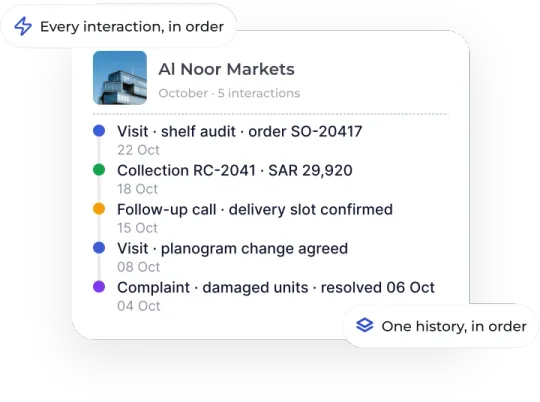 Every interaction, in order
Al Noor Markets
October · 5 interactions
Visit · shelf audit · order SO-20417
22 Oct
Collection RC-2041 · SAR 29,920
18 Oct
Follow-up call · delivery slot confirmed
15 Oct
Visit · planogram change agreed
08 Oct
Complaint · damaged units · resolved 06 Oct
04 Oct
One history, in order